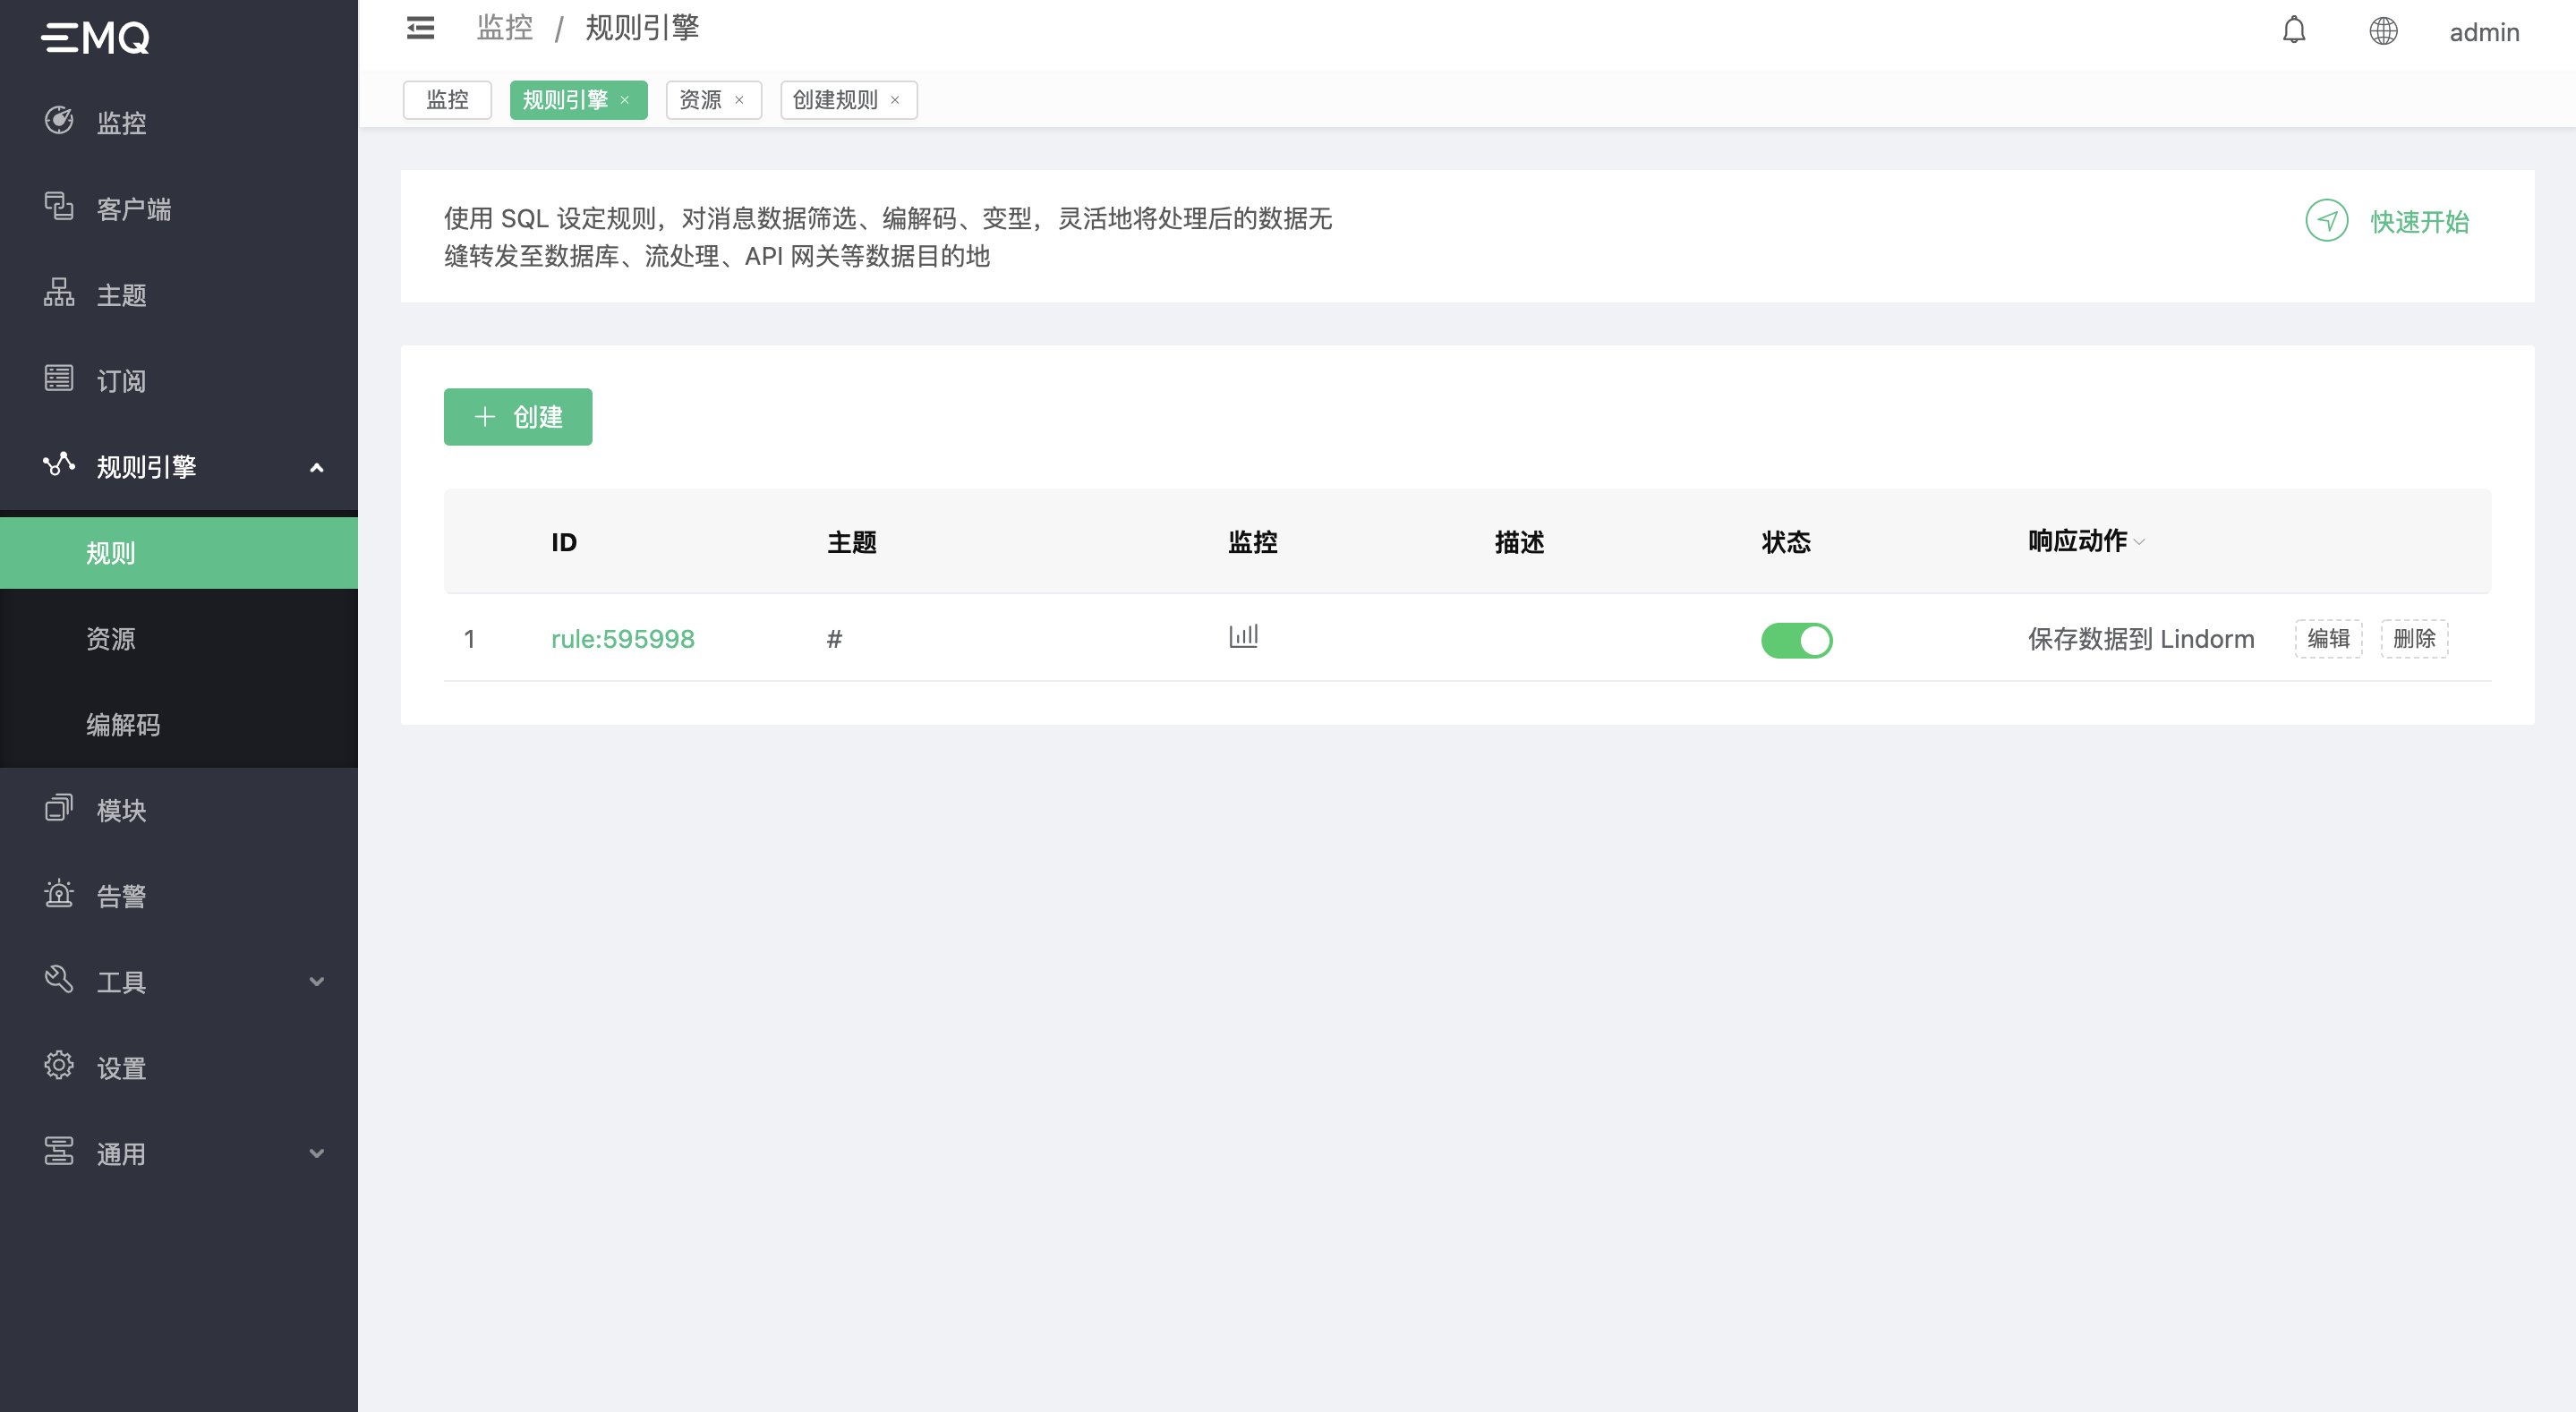 EMQ
监控
客户端
主题
订阅
规则引擎
规则
资源
编解码
模块
告警
工具
设置
通用
监控 / 规则引擎
admin
监控 规则引擎 × 资源 × 创建规则 ×
使用 SQL 设定规则，对消息数据筛选、编解码、变型，灵活地将处理后的数据无
缝转发至数据库、流处理、API 网关等数据目的地
快速开始
+ 创建
ID 主题 监控 描述 状态 响应动作
1 rule:595998 # 保存数据到 Lindorm 编辑 删除